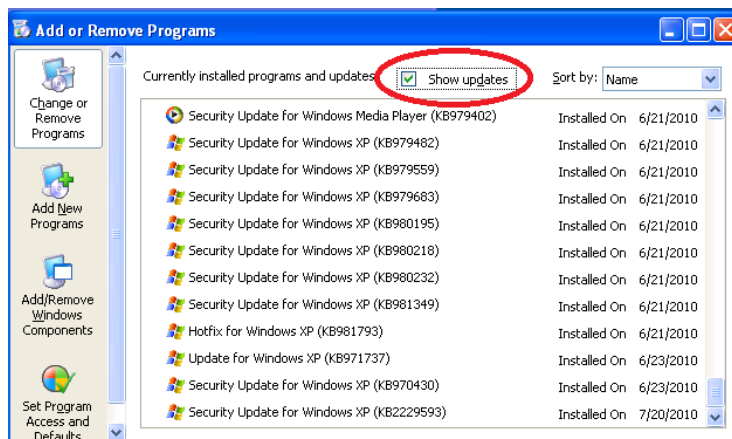 Add or Remove Programs
Currently installed programs and updates
Show updates
Sort by: Name
Change or
Remove
Programs
Add New
Programs
Add/Remove
Windows
Components
Set Program
Access and
Defaults
Security Update for Windows Media Player (KB979402) Installed On 6/21/2010
Security Update for Windows XP (KB979482) Installed On 6/21/2010
Security Update for Windows XP (KB979559) Installed On 6/21/2010
Security Update for Windows XP (KB979683) Installed On 6/21/2010
Security Update for Windows XP (KB980195) Installed On 6/21/2010
Security Update for Windows XP (KB980218) Installed On 6/21/2010
Security Update for Windows XP (KB980232) Installed On 6/21/2010
Security Update for Windows XP (KB981349) Installed On 6/21/2010
Hotfix for Windows XP (KB981793) Installed On 6/21/2010
Update for Windows XP (KB971737) Installed On 6/23/2010
Security Update for Windows XP (KB970430) Installed On 6/23/2010
Security Update for Windows XP (KB2229593) Installed On 7/20/2010